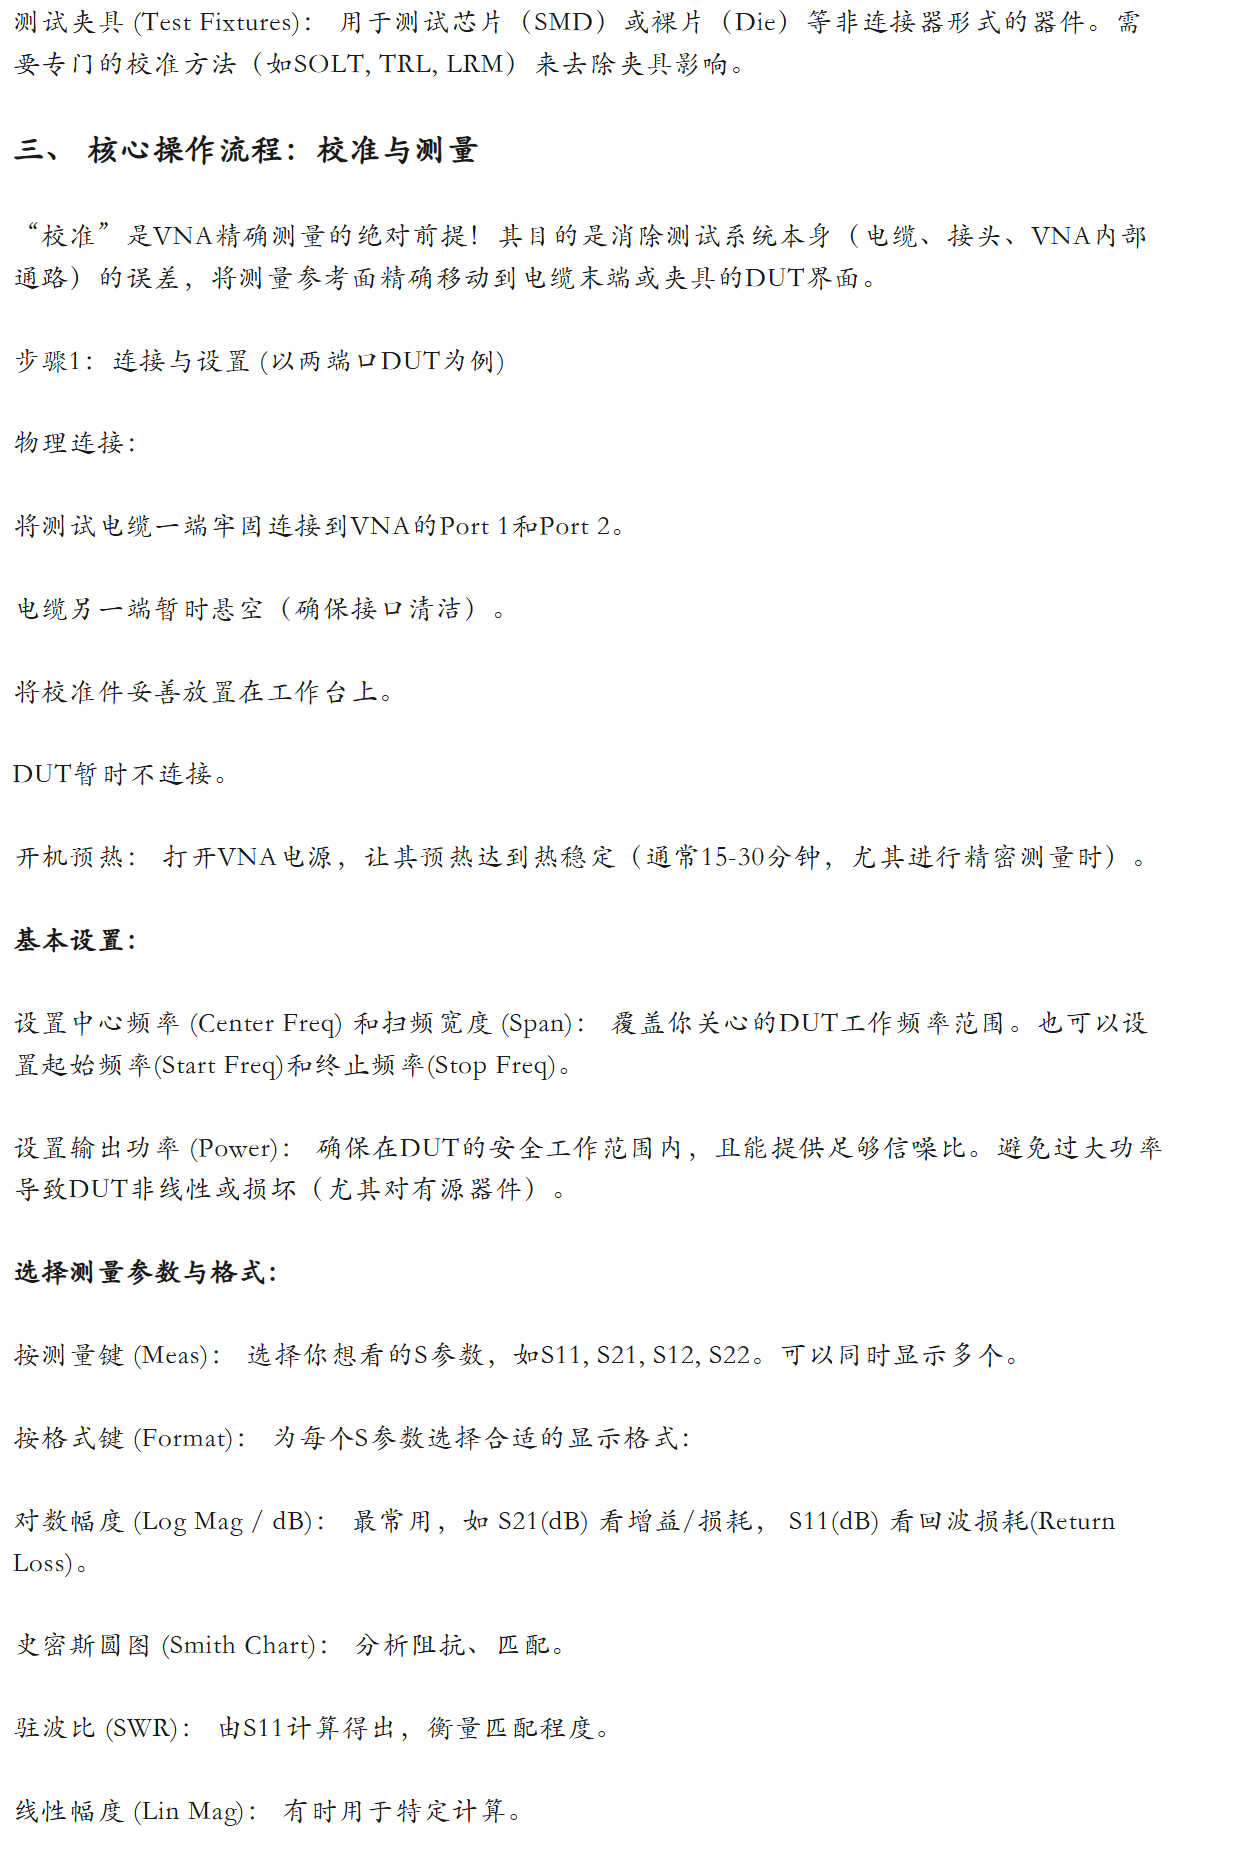 测试夹具 (Test Fixtures)： 用于测试芯片（SMD）或裸片（Die）等非连接器形式的器件。需
要专门的校准方法（如SOLT, TRL, LRM）来去除夹具影响。
三、 核心操作流程：校准与测量
“校准”是VNA精确测量的绝对前提！其目的是消除测试系统本身（电缆、接头、VNA内部
通路）的误差，将测量参考面精确移动到电缆末端或夹具的DUT界面。
步骤1：连接与设置 (以两端口DUT为例)
物理连接：
将测试电缆一端牢固连接到VNA的Port 1和Port 2。
电缆另一端暂时悬空（确保接口清洁）。
将校准件妥善放置在工作台上。
DUT暂时不连接。
开机预热： 打开VNA电源，让其预热达到热稳定（通常15-30分钟，尤其进行精密测量时）。
基本设置：
设置中心频率 (Center Freq) 和扫频宽度 (Span)： 覆盖你关心的DUT工作频率范围。也可以设
置起始频率(Start Freq)和终止频率(Stop Freq)。
设置输出功率 (Power)： 确保在DUT的安全工作范围内，且能提供足够信噪比。避免过大功率
导致DUT非线性或损坏（尤其对有源器件）。
选择测量参数与格式：
按测量键 (Meas)： 选择你想看的S参数，如S11, S21, S12, S22。可以同时显示多个。
按格式键 (Format)： 为每个S参数选择合适的显示格式：
对数幅度 (Log Mag / dB)： 最常用，如 S21(dB) 看增益/损耗， S11(dB) 看回波损耗(Return
Loss)。
史密斯圆图 (Smith Chart)： 分析阻抗、匹配。
驻波比 (SWR)： 由S11计算得出，衡量匹配程度。
线性幅度 (Lin Mag)： 有时用于特定计算。